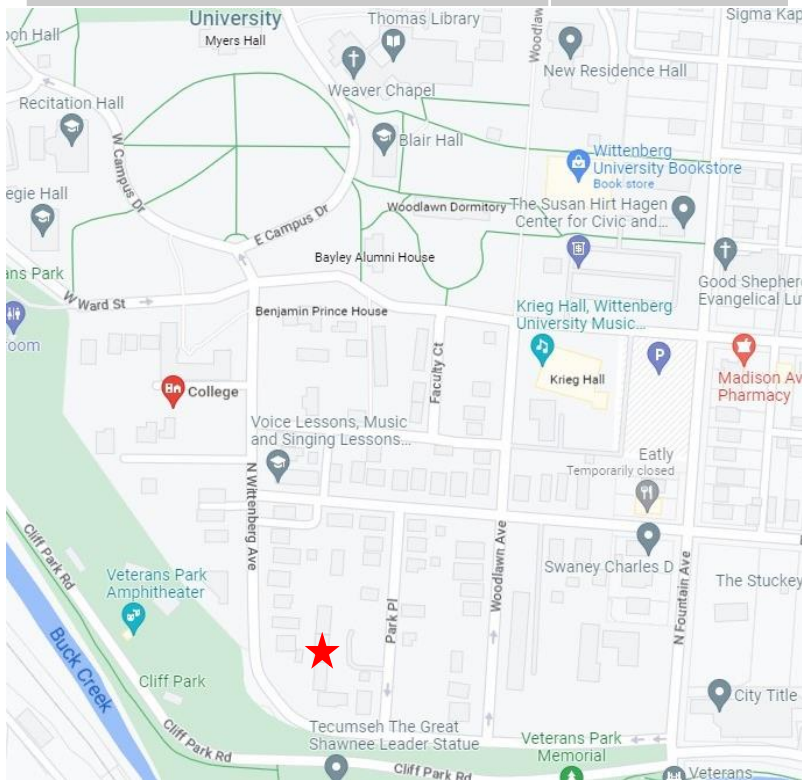 University
Myers Hall
Thomas Library
Woodlawn
Sigma Kap
och Hall
New Residence Hall
Weaver Chapel
Recitation Hall
W Campus Dr
Blair Hall
Wittenberg
University Bookstore
Book store
egie Hall
Woodlawn Dormitory
The Susan Hirt Hagen
Center for Civic and...
E Campus Dr
Bayley Alumni House
ans Park
Good Shepher
Evangelical Lu
W Ward St
Benjamin Prince House
Krieg Hall, Wittenberg
University Music...
room
Faculty Ct
Krieg Hall
P
Madison Av
Pharmacy
College
Voice Lessons, Music
and Singing Lessons...
Eatly
Temporarily closed
N Wittenberg Ave
Cliff Park Rd
Woodlawn Ave
Swaney Charles D
Veterans Park
Amphitheater
The Stuckey
Park Pl
N Fountain Ave
Buck Creek
Cliff Park
City Title
Tecumseh The Great
Shawnee Leader Statue
Veterans Park
Memorial
Cliff Park Rd
Cliff Park Rd
Veterans